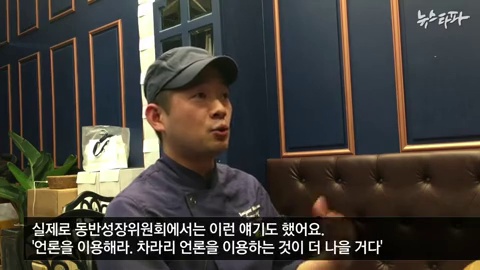 뉴스타파
실제로 동반성장위원회에서는 이런 얘기도 했어요.
'언론을 이용해라. 차라리 언론을 이용하는 것이 더 나을 거다'